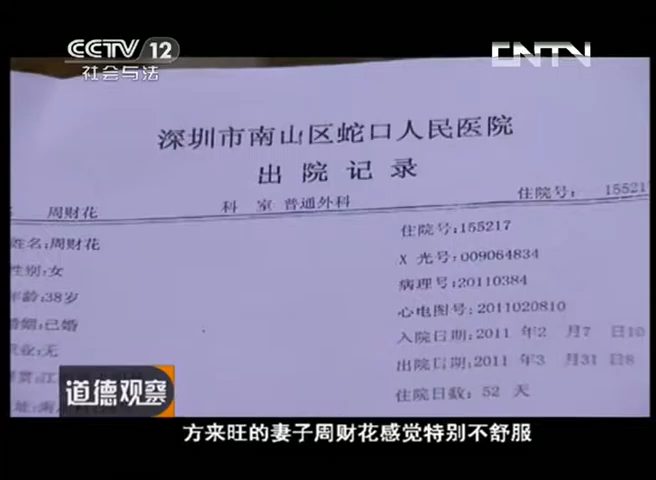 CCTV 12
社会与法
CNTV
深圳市南山区蛇口人民医院
出院记录
周财花 科 室 普通外科 住院号: 155217
姓名:周财花 住院号:155217
性别:女 X 光号:009064834
年龄:38岁 病理号:20110384
婚姻:已婚 心电图号:2011020810
职业:无 入院日期:2011 年2 月7 日10
出院日期:2011 年3 月31 日8
住院日数: 52 天
道德观察
方来旺的妻子周财花感觉特别不舒服